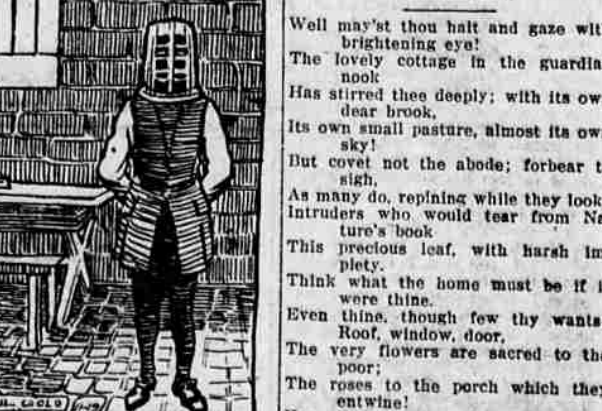 Well may'st thou halt and gaze wit
brightening eye!
The lovely cottage in the guardia
nook
Has stirred thee deeply; with its ow
dear brook,
Its own small pasture, almost its ow
sky!
But covet not the abode; forbear t
sigh,
As many do, repining while they look
Intruders who would tear from Na
ture's book
This precious leaf, with harsh im
piety.
Think what the home must be if i
were thine.
Even thine, though few thy wants
Roof, window, door,
The very flowers are sacred to the
poor;
The roses to the porch which they
entwine!